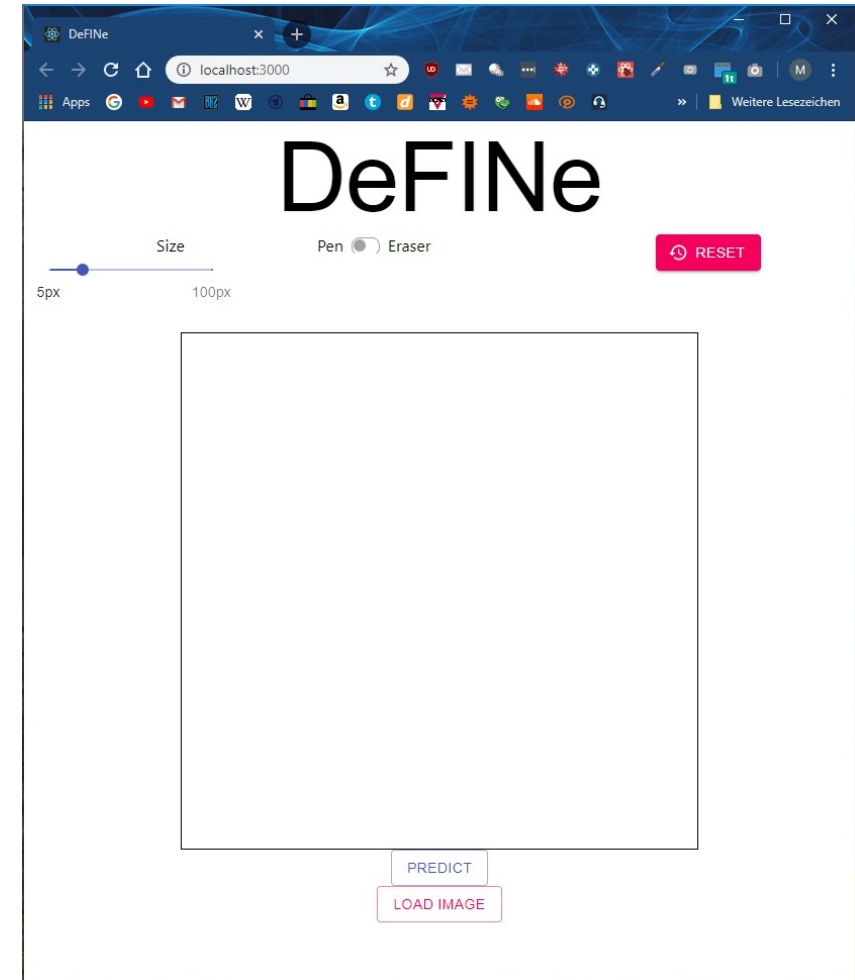 DeFINe
localhost:3000
Apps
Weitere Lesezeichen
DeFINe
Size Pen Eraser RESET
5px 100px
PREDICT
LOAD IMAGE